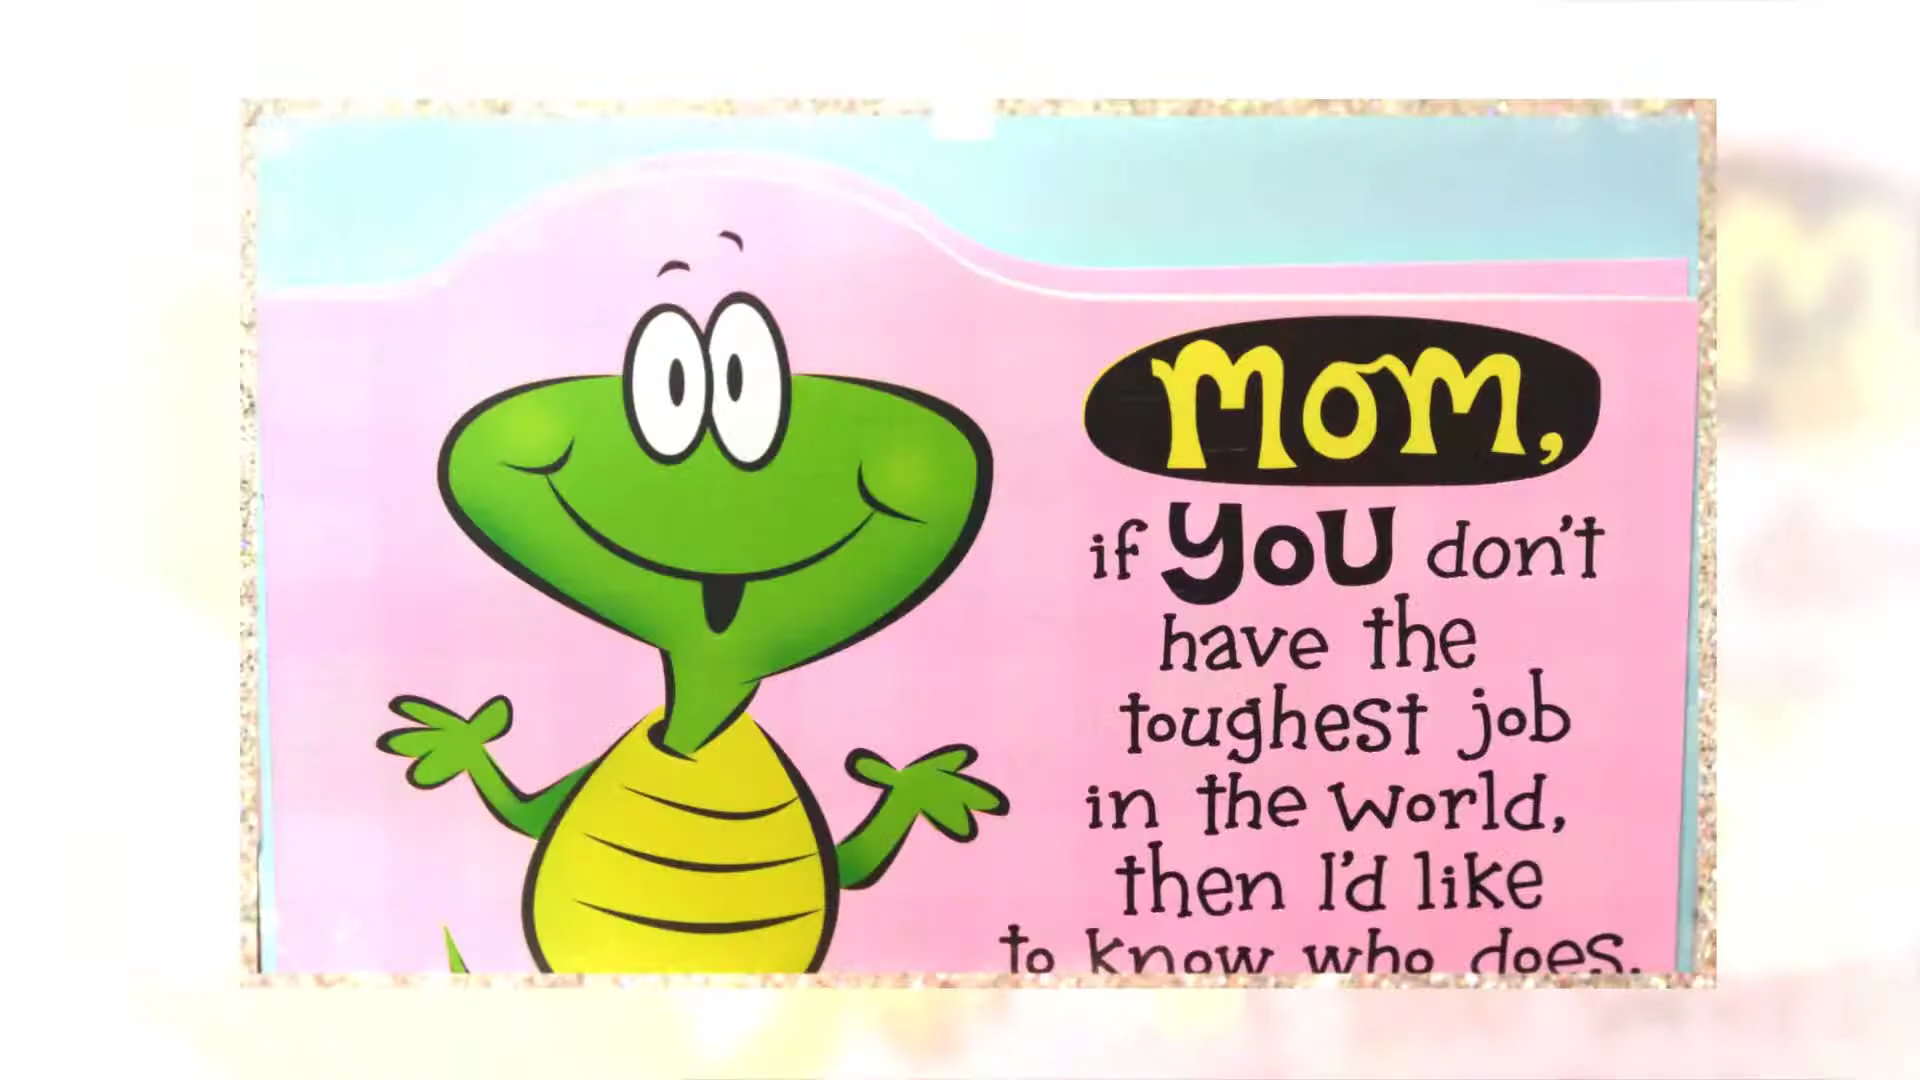 mom,
if you don't
have the
toughest job
in the world,
then I'd like
to know who does.